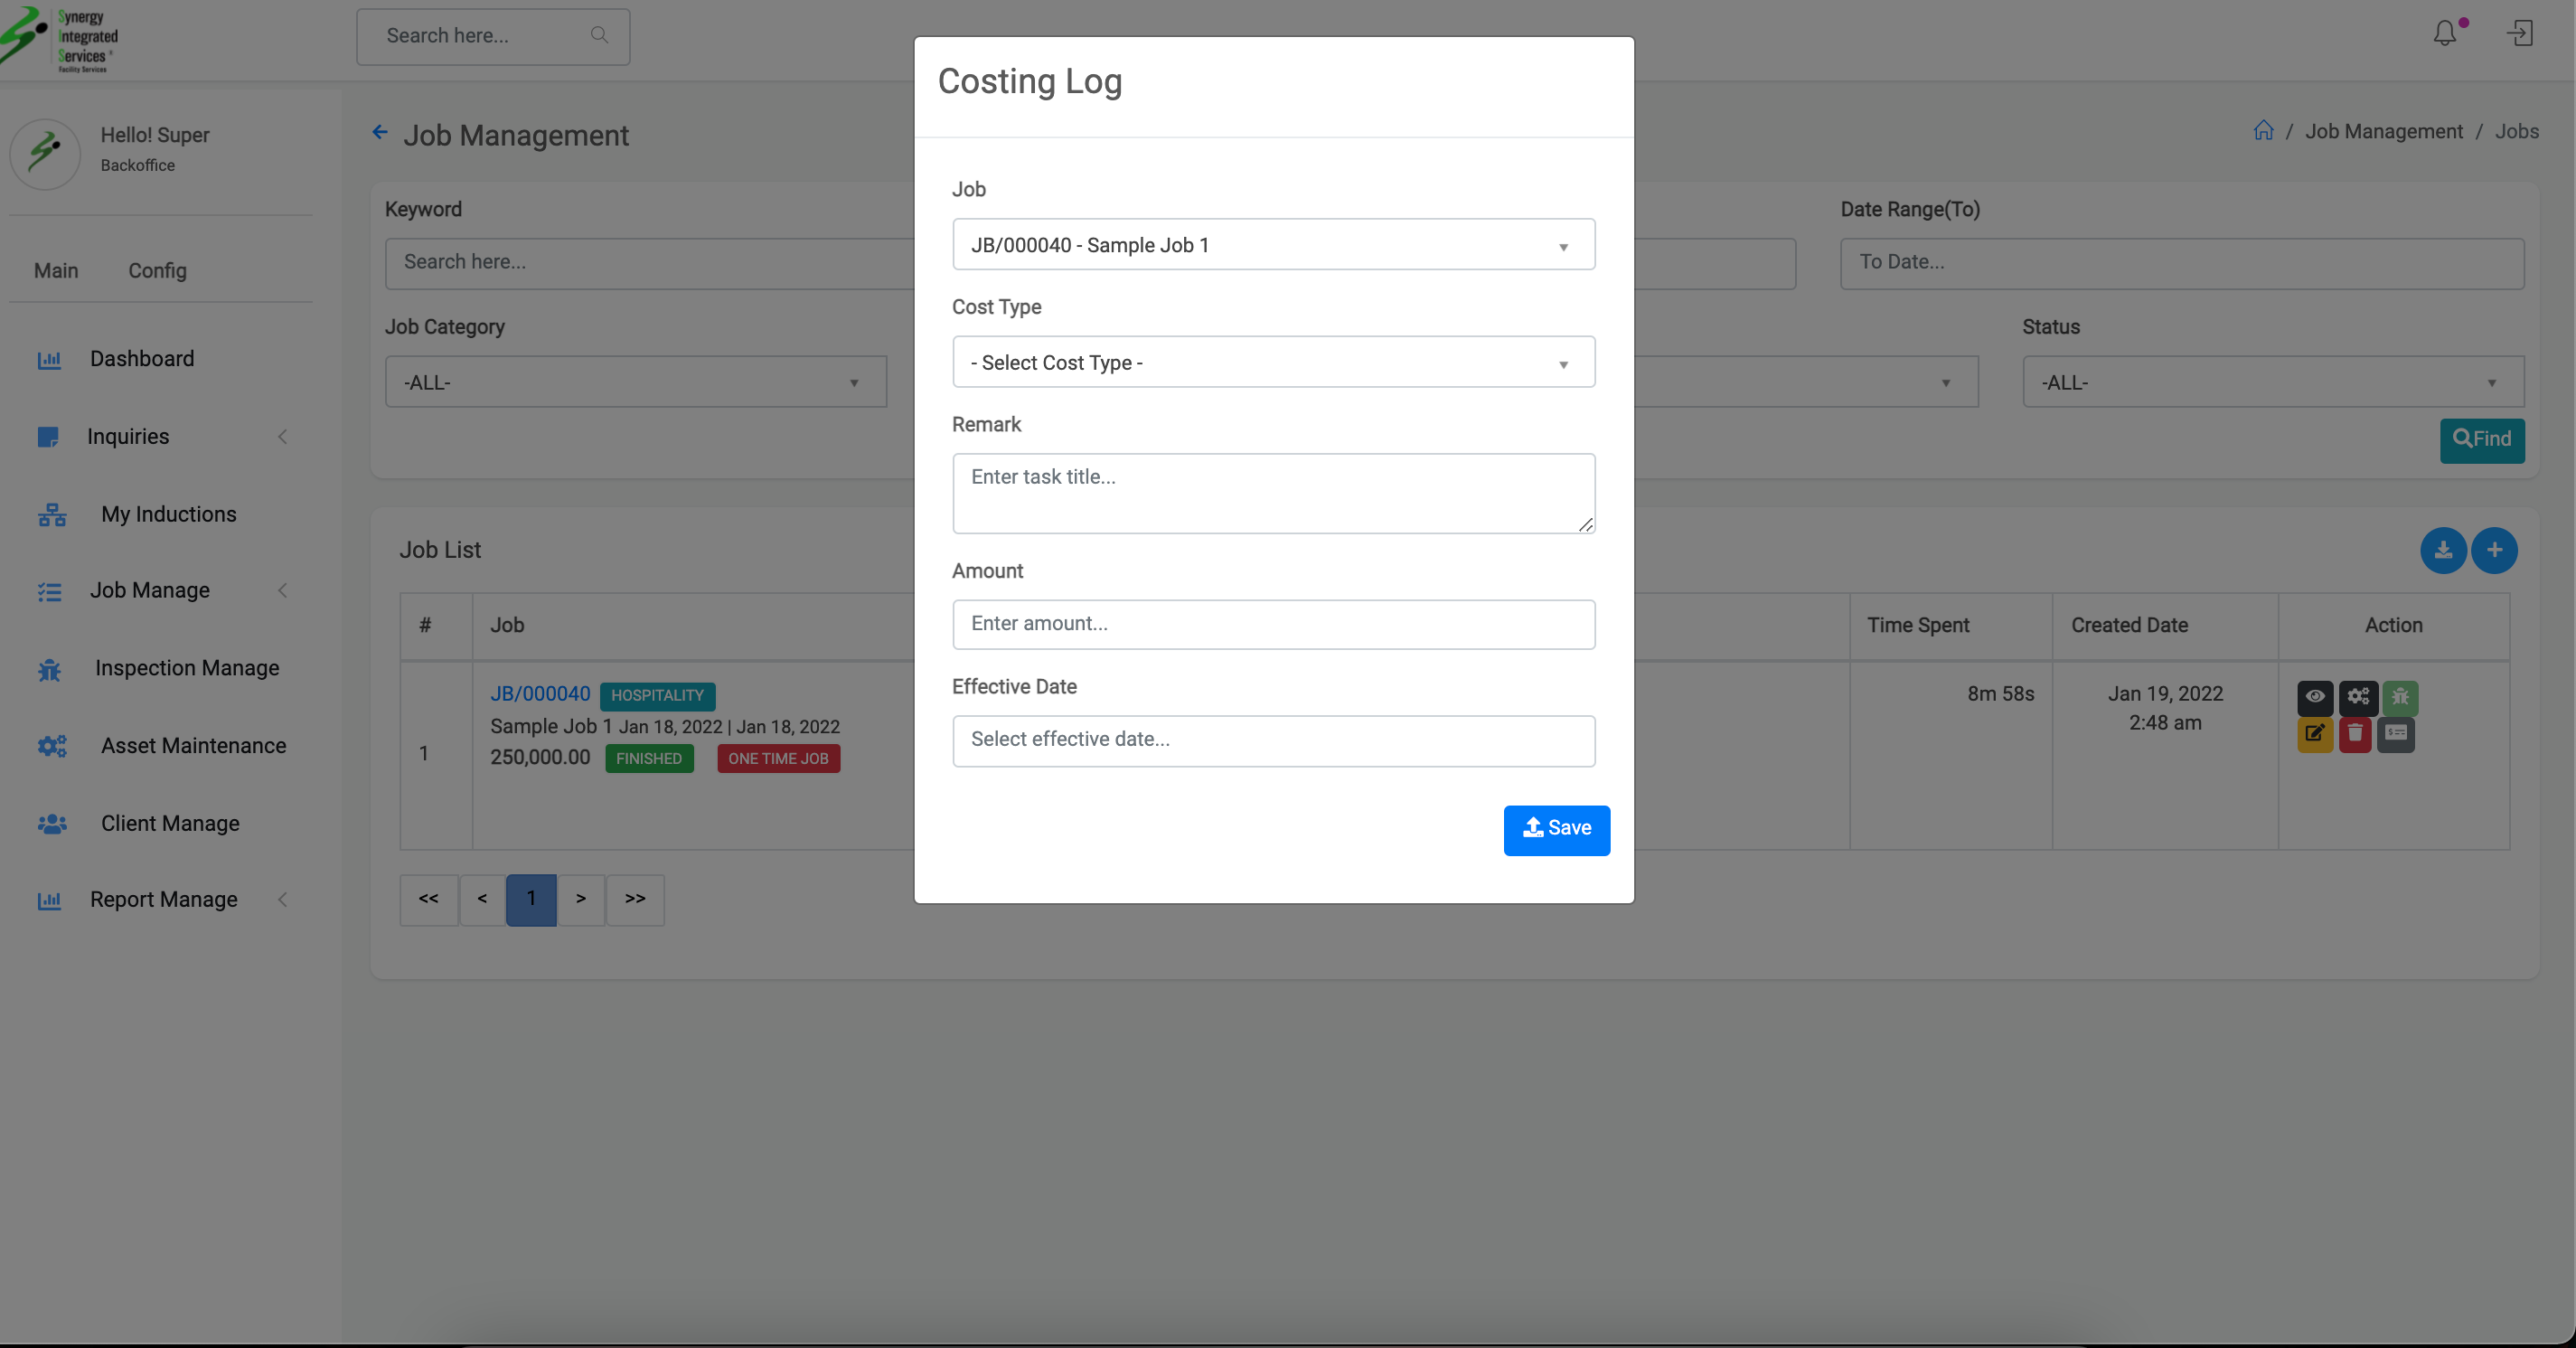 Synergy
Integrated
Services
Facility Services
Search here...
Hello! Super
Backoffice
Main
Config
Dashboard
Inquiries
My Inductions
Job Manage
Inspection Manage
Asset Maintenance
Client Manage
Report Manage
Job Management
/ Job Management / Jobs
Keyword
Search here...
Date Range(To)
To Date...
Job Category
-ALL-
Status
-ALL-
Find
Job List
# Job Time Spent Created Date Action
1
JB/000040 HOSPITALITY
Sample Job 1 Jan 18, 2022 | Jan 18, 2022
250,000.00 FINISHED ONE TIME JOB
8m 58s
Jan 19, 2022
2:48 am
<< < 1 > >>
Costing Log
Job
JB/000040 - Sample Job 1
Cost Type
- Select Cost Type -
Remark
Enter task title...
Amount
Enter amount...
Effective Date
Select effective date...
Save